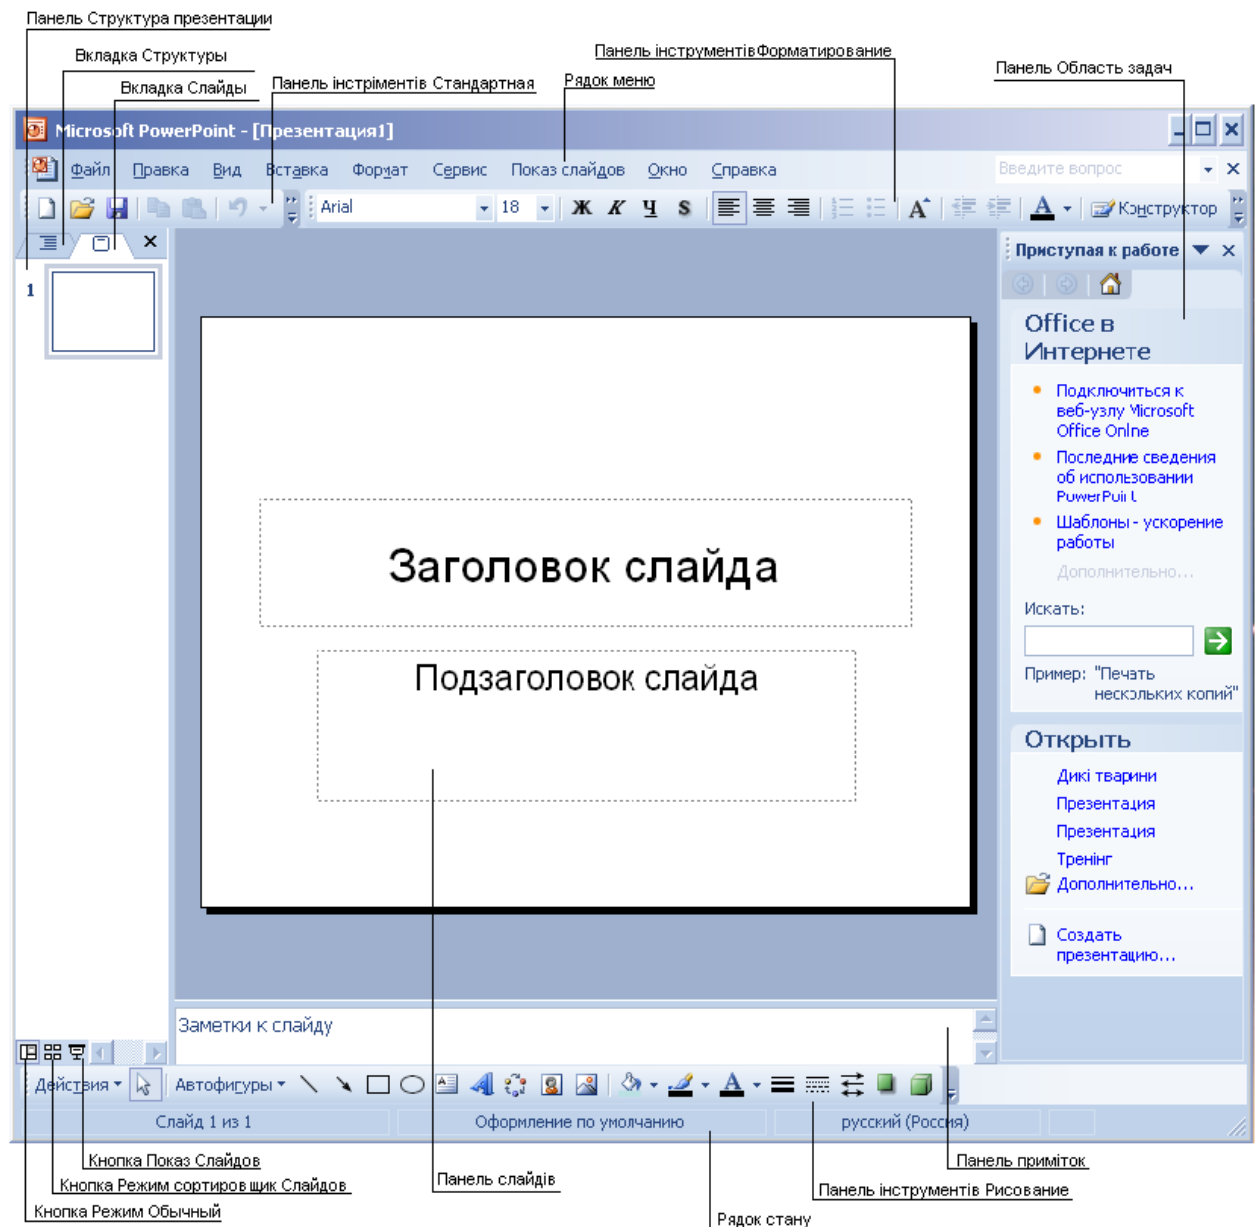 Панель Структура презентации
Вкладка Структуры
Вкладка Слайды
Панель інстріментів Стандартная
Панель інструментів Форматирование
Рядок меню
Панель Область задач
Microsoft PowerPoint - [Презентация1]
Файл Правка Вид Вставка Формат Сервис Показ слайдов Окно Справка
Введите вопрос
Arial 18 Ж К Ч S Конструктор
Приступая к работе
1
Office в
Интернете
Подключиться к
веб-узлу Microsoft
Office Online
Последние сведения
об использовании
PowerPoint
Шаблоны - ускорение
работы
Дополнительно...
Искать:
Пример: "Печать
нескольких копий"
Открыть
Дикі тварини
Презентация
Презентация
Тренінг
Дополнительно...
Создать
презентацию...
Заголовок слайда
Подзаголовок слайда
Заметки к слайду
Действия Автофигуры
Слайд 1 из 1 Оформление по умолчанию русский (Россия)
Кнопка Показ Слайдов
Кнопка Режим сортировщик Слайдов
Кнопка Режим Обычный
Панель слайдів
Панель приміток
Панель інструментів Рисование
Рядок стану